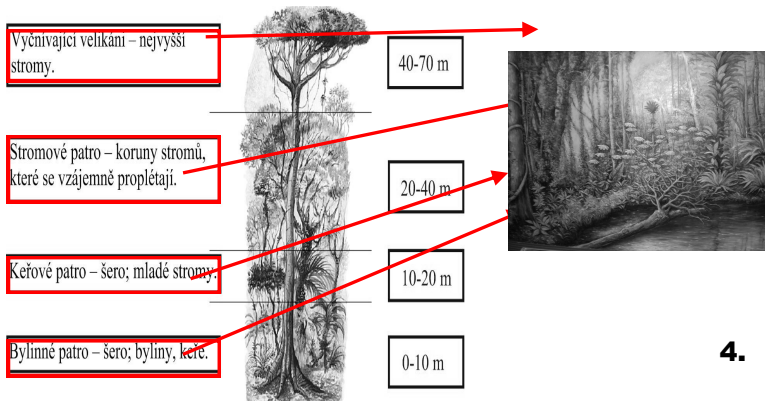 Vyčnívající velikáni – nejvyšší
stromy.
40-70 m
Stromové patro – koruny stromů,
které se vzájemně proplétají.
20-40 m
Keřové patro – šero; mladé stromy.
10-20 m
Bylinné patro – šero; byliny, keře.
0-10 m
4.